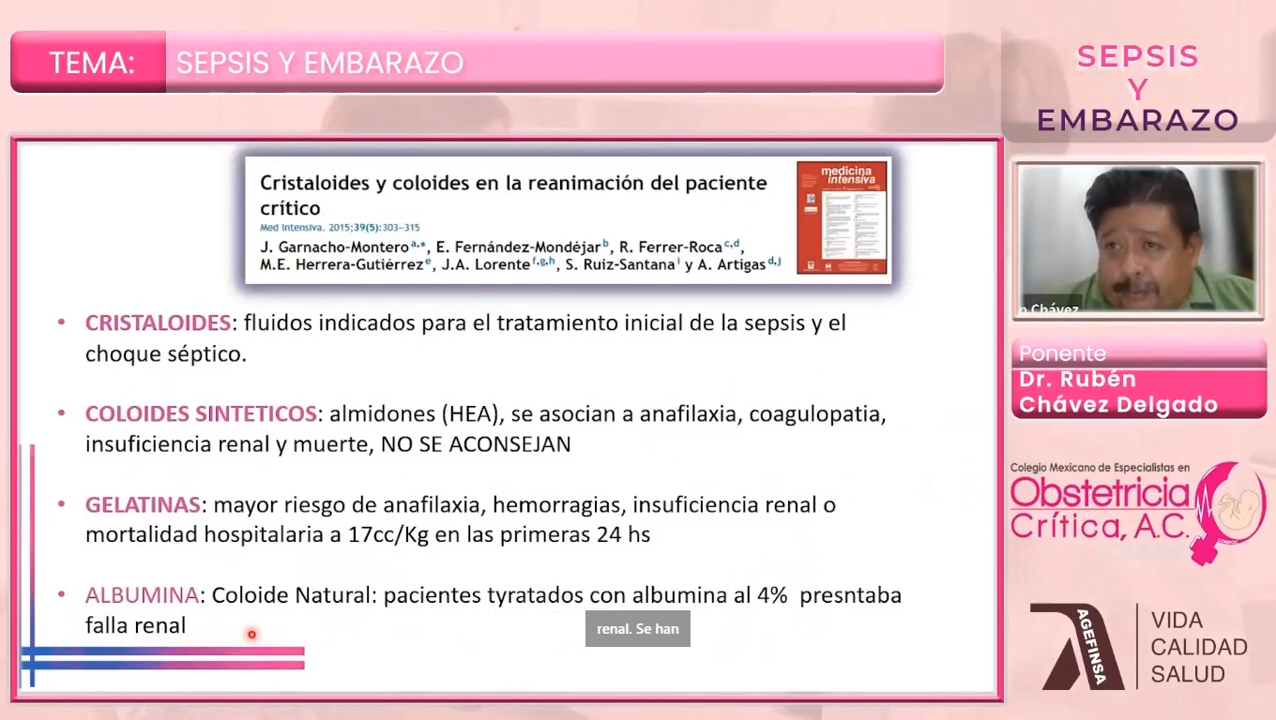 TEMA: SEPSIS Y EMBARAZO
SEPSIS
Y
EMBARAZO
Cristaloides y coloides en la reanimación del paciente
crítico
Med Intensiva. 2015;39(5):303-315
J. Garnacho-Montero a,*, E. Fernández-Mondéjar b, R. Ferrer-Roca c,d,
M.E. Herrera-Gutiérrez e, J.A. Lorente f,g,h, S. Ruiz-Santana i y A. Artigas d,j
medicina
intensiva
• CRISTALOIDES: fluidos indicados para el tratamiento inicial de la sepsis y el
choque séptico.
• COLOIDES SINTETICOS: almidones (HEA), se asocian a anafilaxia, coagulopatia,
insuficiencia renal y muerte, NO SE ACONSEJAN
• GELATINAS: mayor riesgo de anafilaxia, hemorragias, insuficiencia renal o
mortalidad hospitalaria a 17cc/Kg en las primeras 24 hs
• ALBUMINA: Coloide Natural: pacientes tyratados con albumina al 4% presntaba
falla renal
renal. Se han
Chávez
Ponente
Dr. Rubén
Chávez Delgado
Colegio Mexicano de Especialistas en
Obstetricia
Crítica, A.C.
AGEFINSA
VIDA
CALIDAD
SALUD